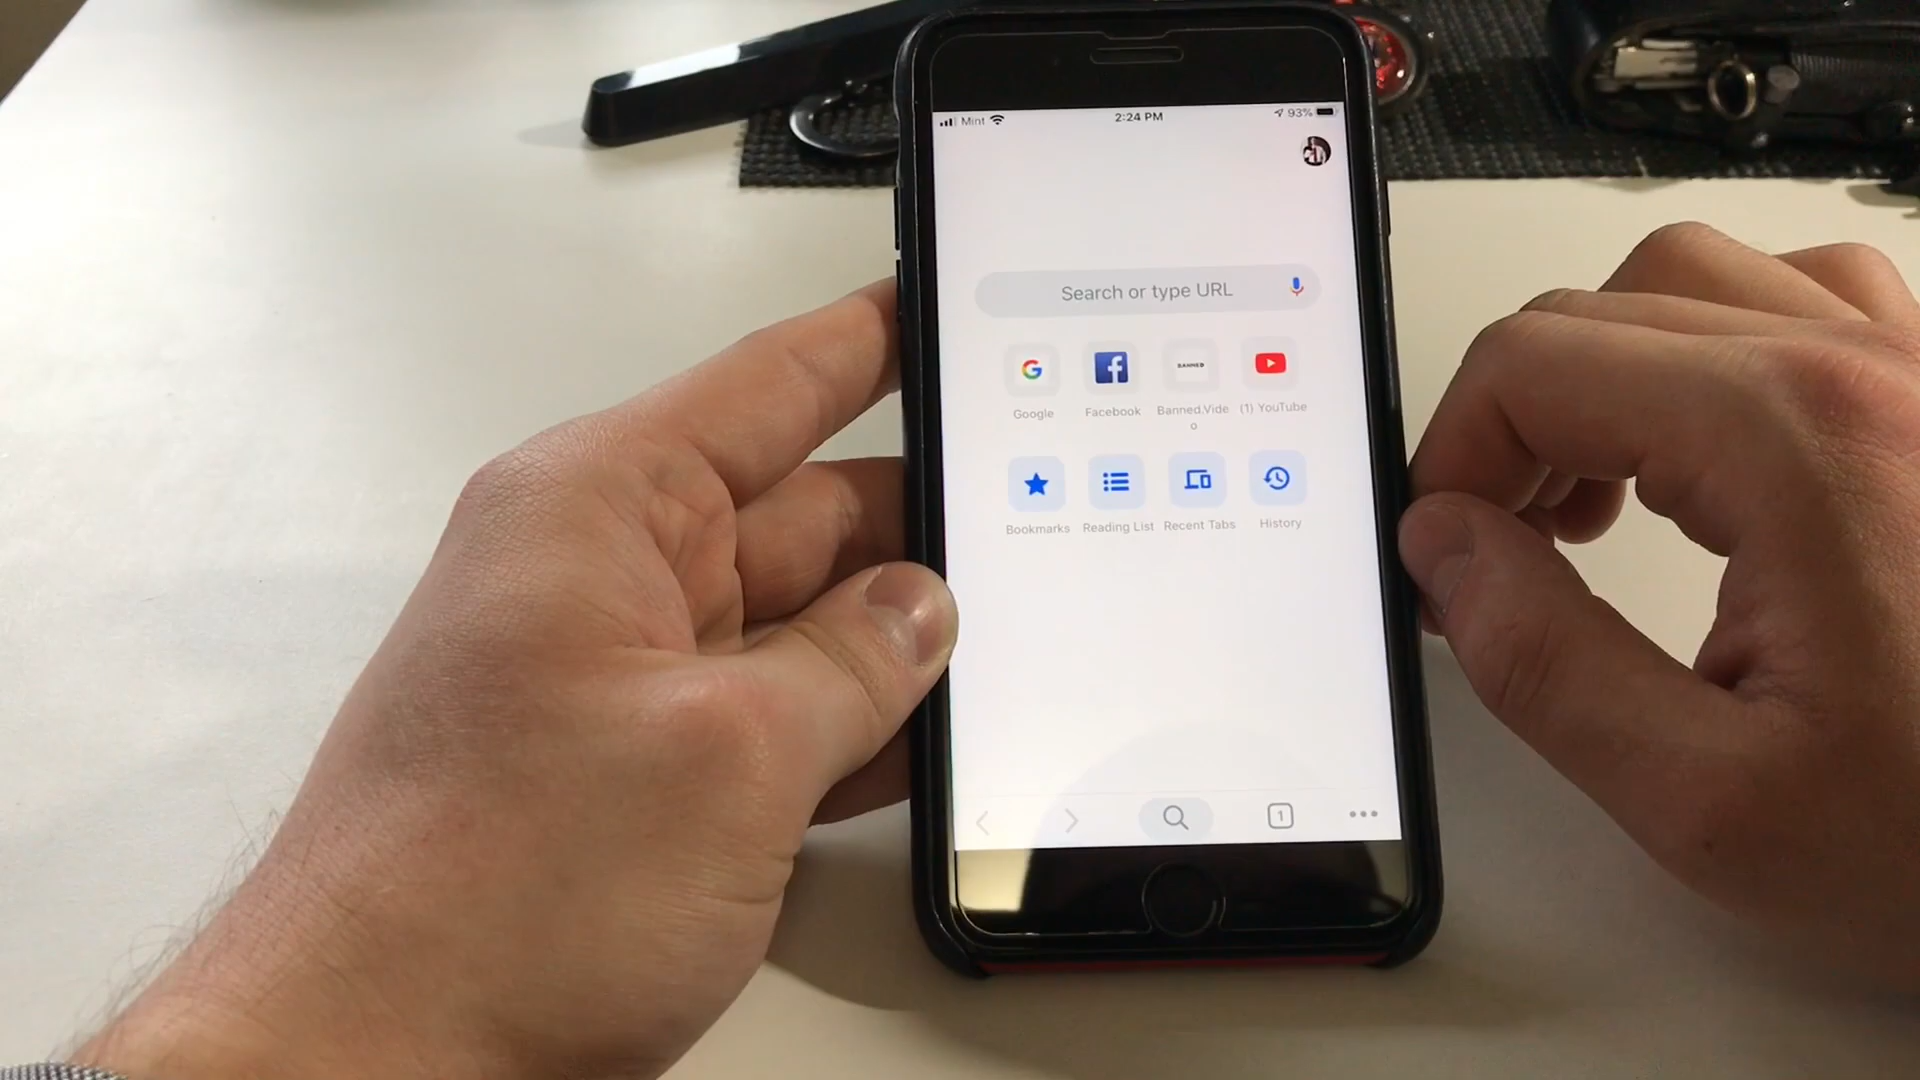 Mint 2:24 PM 93%
Search or type URL
BANNED
Google Facebook Banned.Vide (1) YouTube
o
Bookmarks Reading List Recent Tabs History
1